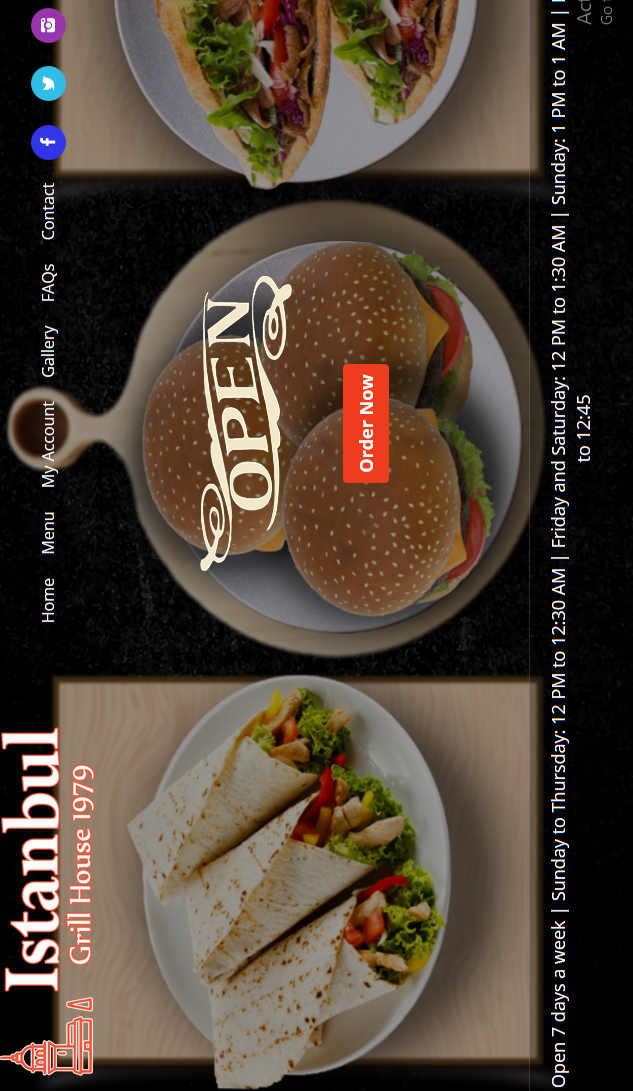 Istanbul
Grill House 1979
Home Menu My Account Gallery FAQs Contact
OPEN
Order Now
Open 7 days a week | Sunday to Thursday: 12 PM to 12:30 AM | Friday and Saturday: 12 PM to 1:30 AM | Sunday: 1 PM to 1 AM |
to 12:45